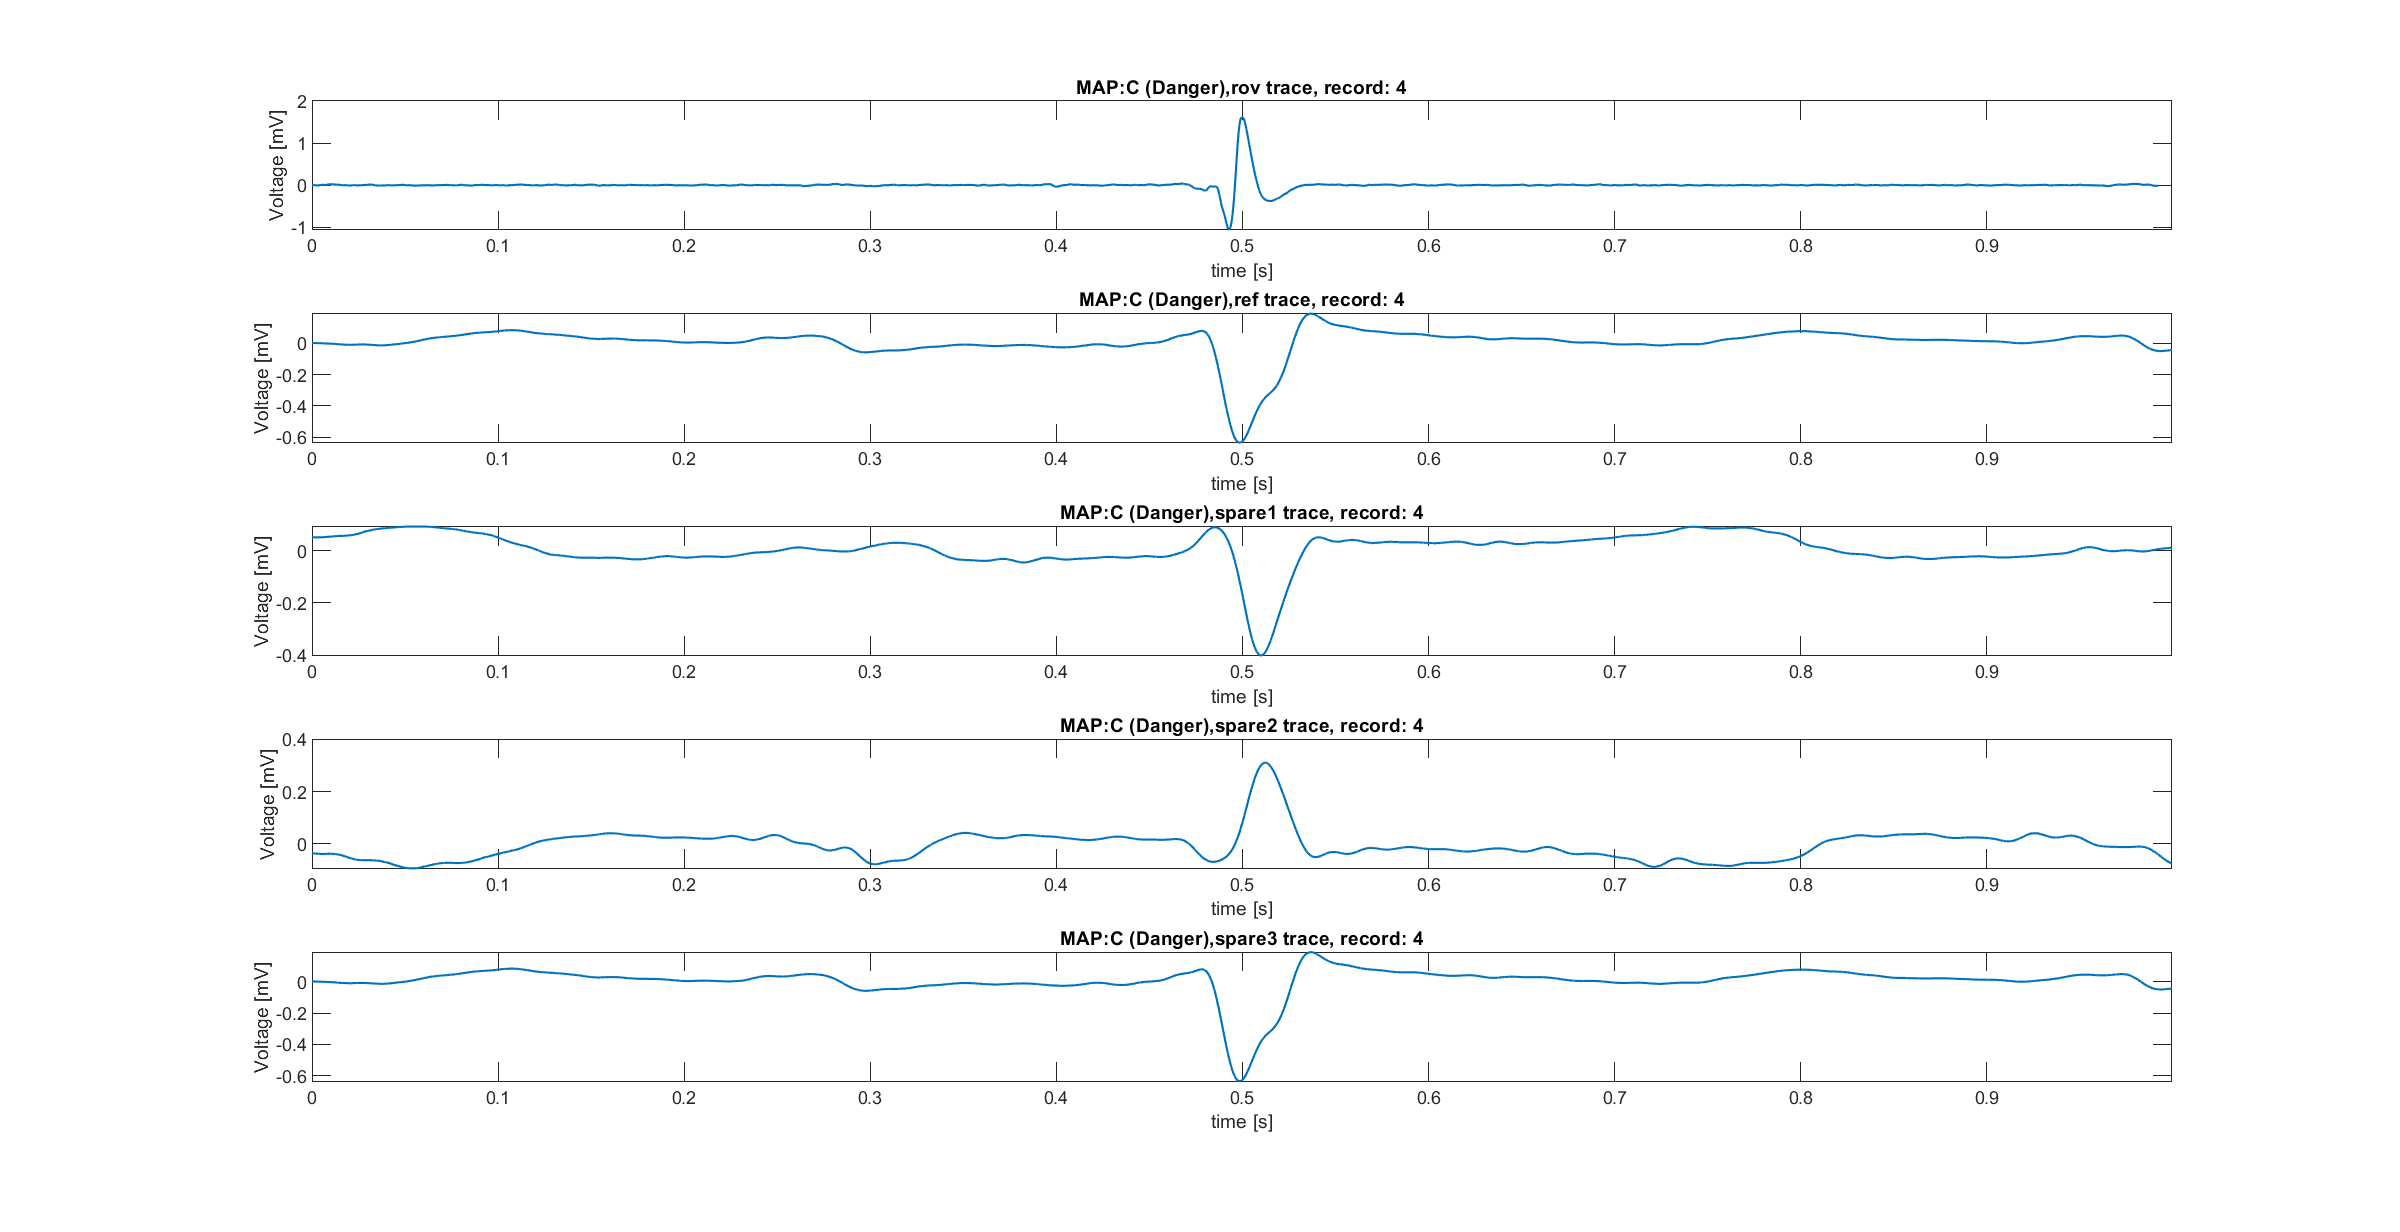 MAP:C (Danger),rov trace, record: 4
Voltage [mV]
2
1
0
-1
0 0.1 0.2 0.3 0.4 0.5 0.6 0.7 0.8 0.9
time [s]
MAP:C (Danger),ref trace, record: 4
Voltage [mV]
0
-0.2
-0.4
-0.6
0 0.1 0.2 0.3 0.4 0.5 0.6 0.7 0.8 0.9
time [s]
MAP:C (Danger),spare1 trace, record: 4
Voltage [mV]
0
-0.2
-0.4
0 0.1 0.2 0.3 0.4 0.5 0.6 0.7 0.8 0.9
time [s]
MAP:C (Danger),spare2 trace, record: 4
Voltage [mV]
0.4
0.2
0
0 0.1 0.2 0.3 0.4 0.5 0.6 0.7 0.8 0.9
time [s]
MAP:C (Danger),spare3 trace, record: 4
Voltage [mV]
0
-0.2
-0.4
-0.6
0 0.1 0.2 0.3 0.4 0.5 0.6 0.7 0.8 0.9
time [s]